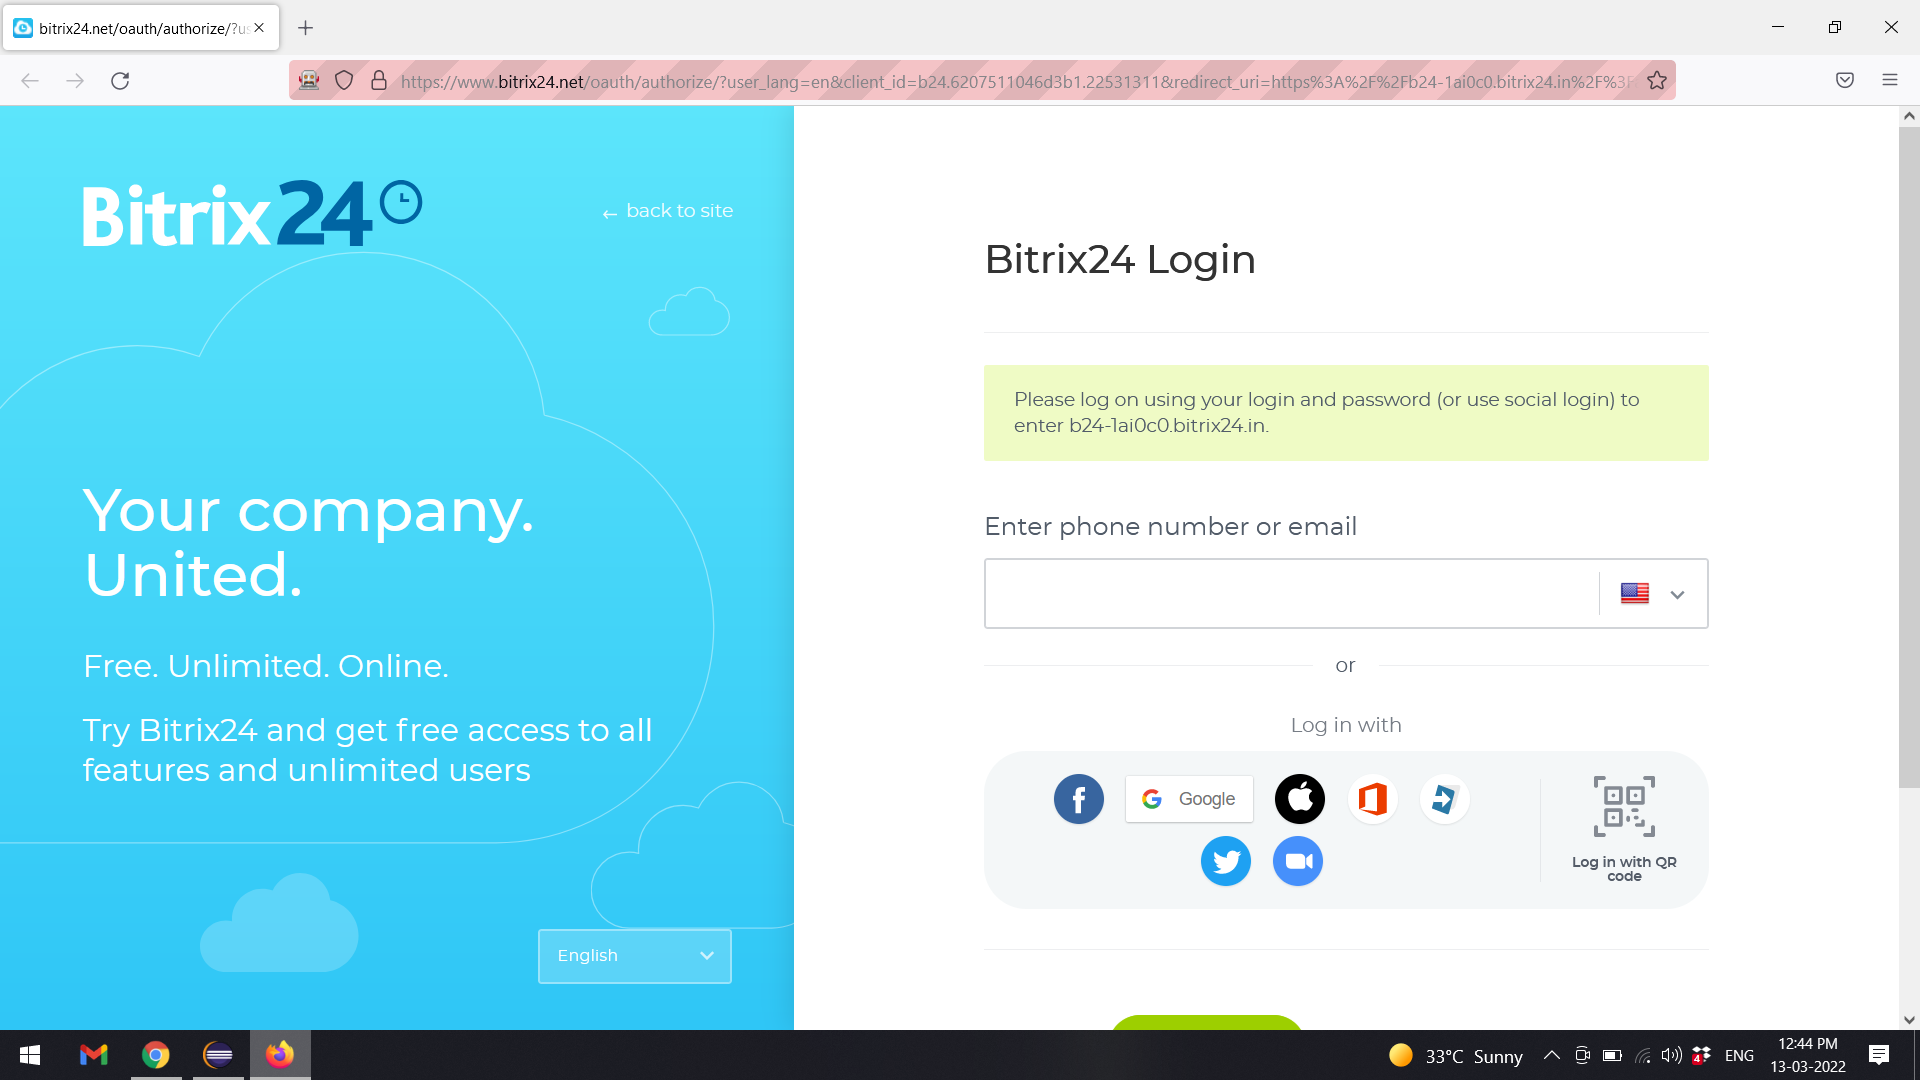 bitrix24.net/oauth/authorize/?us
https://www.bitrix24.net/oauth/authorize/?user_lang=en&client_id=b24.6207511046d3b1.22531311&redirect_uri=https%3A%2F%2Fb24-1ai0c0.bitrix24.in%2F%3F
Bitrix24
← back to site
Your company.
United.
Free. Unlimited. Online.
Try Bitrix24 and get free access to all
features and unlimited users
English
Bitrix24 Login
Please log on using your login and password (or use social login) to
enter b24-1ai0c0.bitrix24.in.
Enter phone number or email
or
Log in with
Google
Log in with QR
code
33°C Sunny
4
ENG
12:44 PM
13-03-2022